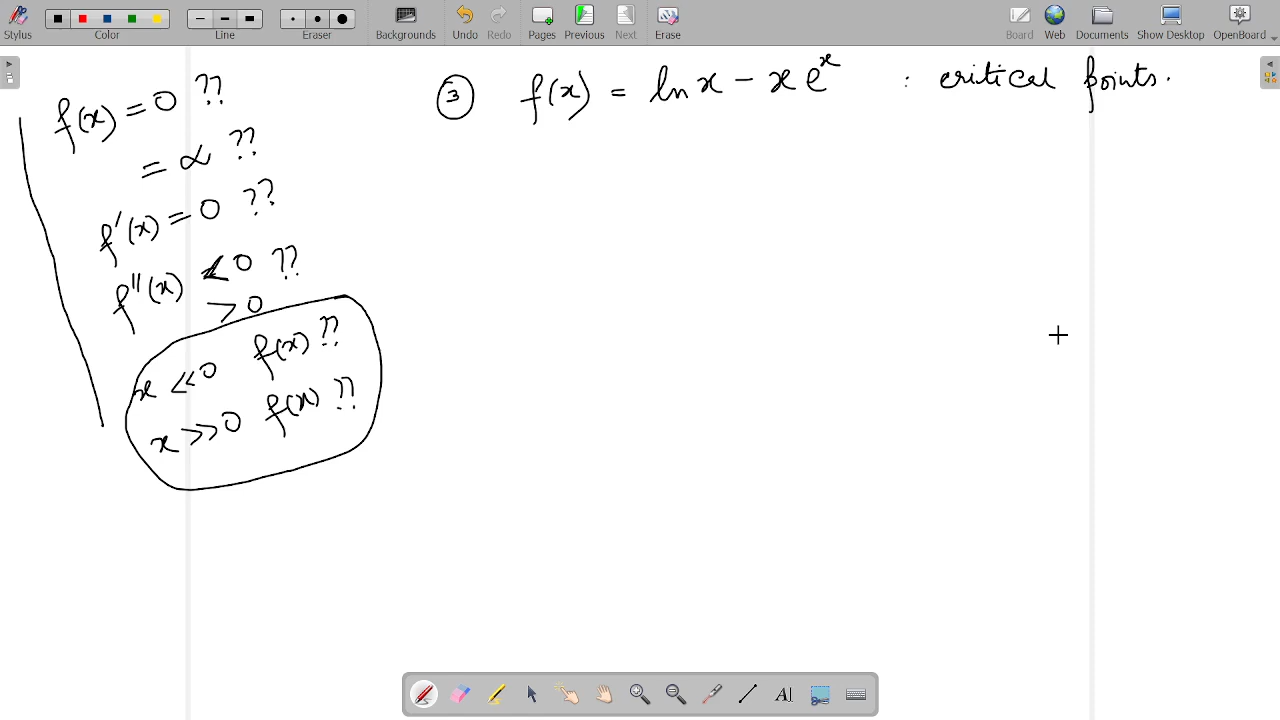 Stylus Color Line Eraser Backgrounds Undo Redo Pages Previous Next Erase Board Web Documents Show Desktop OpenBoard
f(x) = 0 ??
= α ??
f'(x) = 0 ??
f''(x) < 0 ??
> 0
x << 0 f(x) ??
x >> 0 f(x) ??
③ f(x) = ln x - x e^x : critical points.